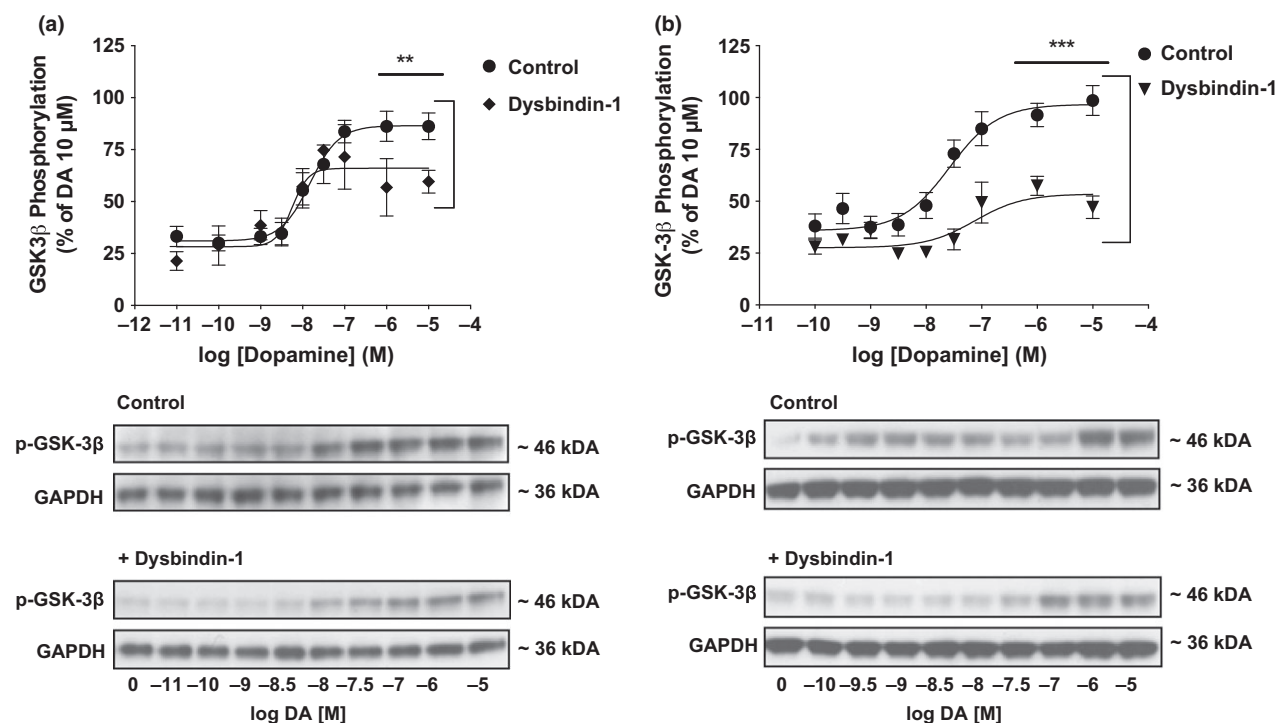 (a)
GSK3β Phosphorylation
(% of DA 10 µM)
125
100
75
50
25
0
–12 –11 –10 –9 –8 –7 –6 –5 –4
log [Dopamine] (M)
**
Control
Dysbindin-1
(b)
GSK-3β Phosphorylation
(% of DA 10 µM)
125
100
75
50
25
0
–11 –10 –9 –8 –7 –6 –5 –4
log [Dopamine] (M)
***
Control
Dysbindin-1
Control
p-GSK-3β ~ 46 kDA
GAPDH ~ 36 kDA
+ Dysbindin-1
p-GSK-3β ~ 46 kDA
GAPDH ~ 36 kDA
0 –11 –10 –9 –8.5 –8 –7.5 –7 –6 –5
log DA [M]
Control
p-GSK-3β ~ 46 kDA
GAPDH ~ 36 kDA
+ Dysbindin-1
p-GSK-3β ~ 46 kDA
GAPDH ~ 36 kDA
0 –10 –9.5 –9 –8.5 –8 –7.5 –7 –6 –5
log DA [M]